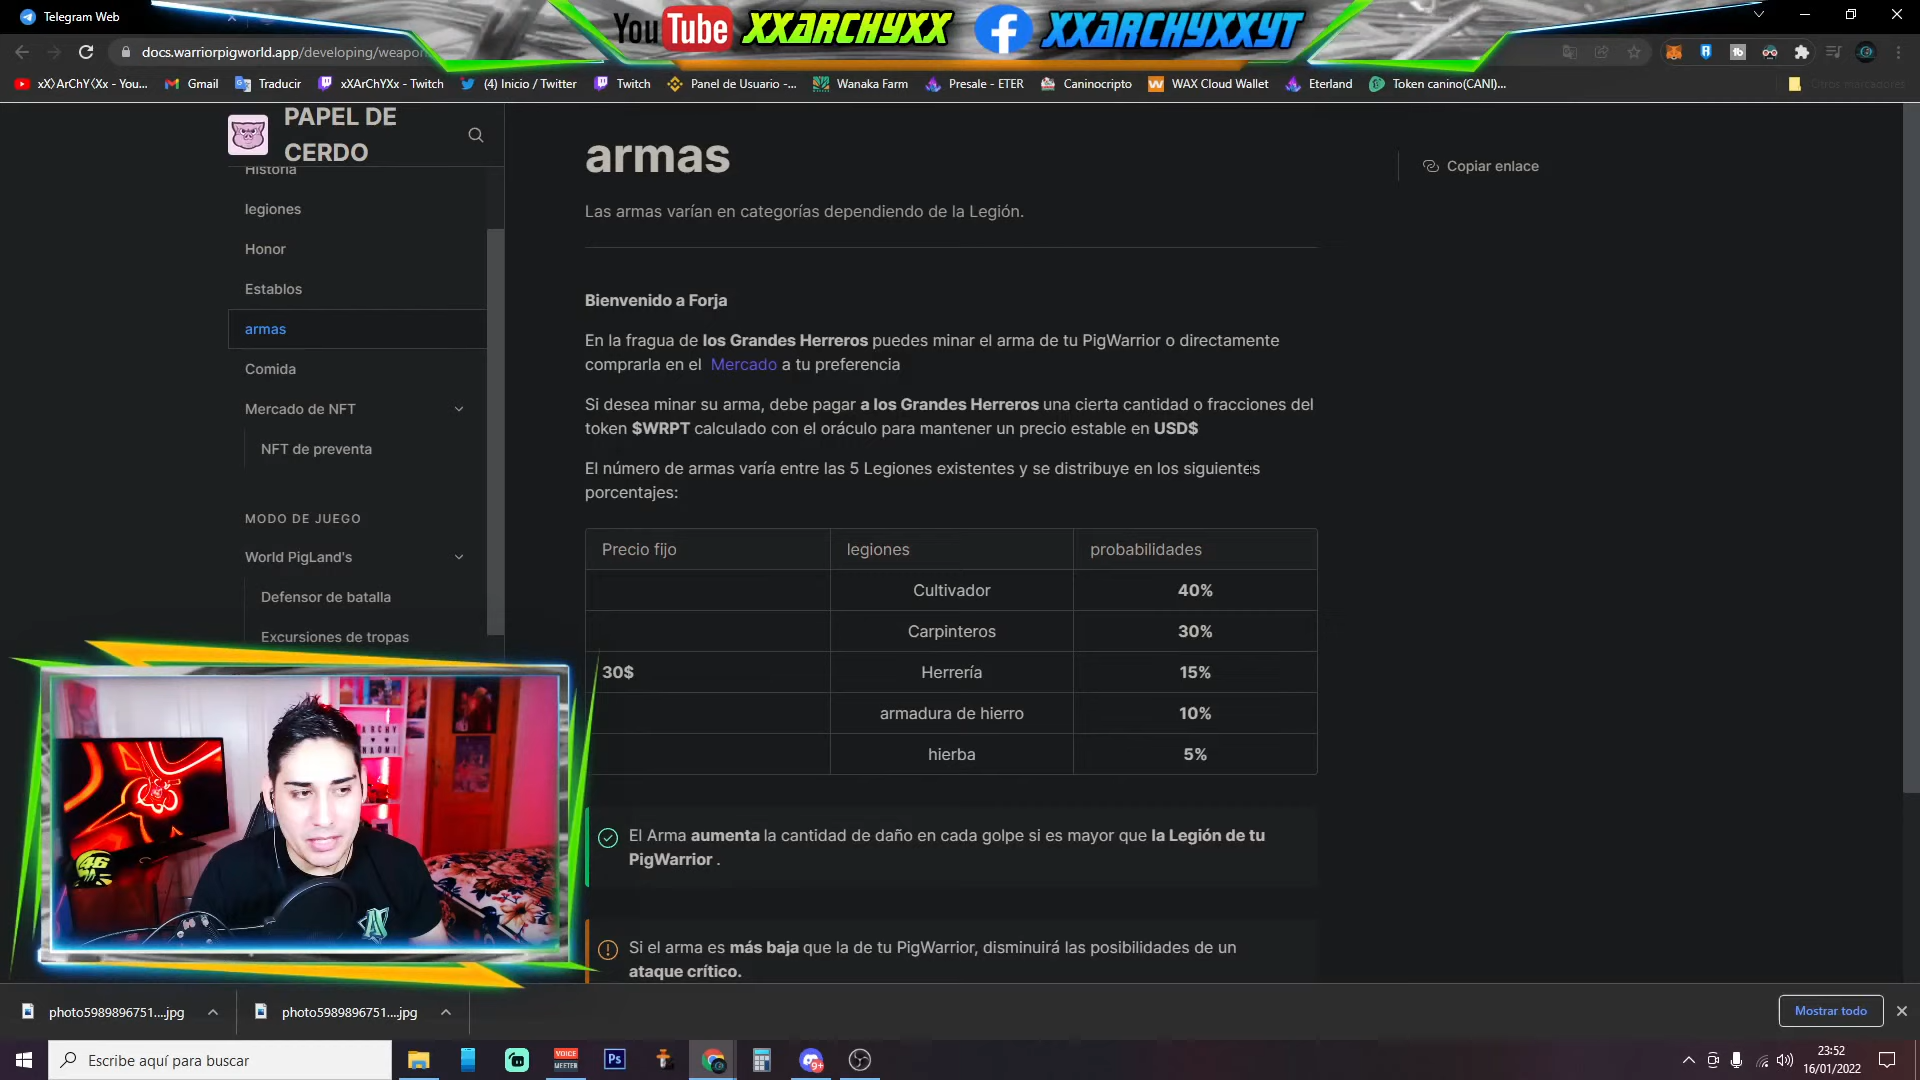 Telegram Web
YouTube XXARCHYXX XXARCHYXXYT
docs.warriorpigworld.app/developing/weapon
xX)ArChY(Xx - You...
Gmail
Traducir
xXArChYXx - Twitch
(4) Inicio / Twitter
Twitch
Panel de Usuario -...
Wanaka Farm
Presale - ETER
Caninocripto
WAX Cloud Wallet
Eterland
Token canino(CANI)...
Otros marcadores
PAPEL DE
CERDO
Historia
legiones
Honor
Establos
armas
Comida
Mercado de NFT
NFT de preventa
MODO DE JUEGO
World PigLand's
Defensor de batalla
Excursiones de tropas
armas
Copiar enlace
Las armas varían en categorías dependiendo de la Legión.
Bienvenido a Forja
En la fragua de los Grandes Herreros puedes minar el arma de tu PigWarrior o directamente
comprarla en el Mercado a tu preferencia
Si desea minar su arma, debe pagar a los Grandes Herreros una cierta cantidad o fracciones del
token $WRPT calculado con el oráculo para mantener un precio estable en USD$
El número de armas varía entre las 5 Legiones existentes y se distribuye en los siguientes
porcentajes:
Precio fijo legiones probabilidades
Cultivador 40%
Carpinteros 30%
30$ Herrería 15%
armadura de hierro 10%
hierba 5%
El Arma aumenta la cantidad de daño en cada golpe si es mayor que la Legión de tu
PigWarrior .
Si el arma es más baja que la de tu PigWarrior, disminuirá las posibilidades de un
ataque crítico.
ARCHY
NAOMI
46
photo5989896751....jpg
photo5989896751....jpg
Mostrar todo
Escribe aquí para buscar
VOICE
MEETER
Ps
9+
23:52
16/01/2022